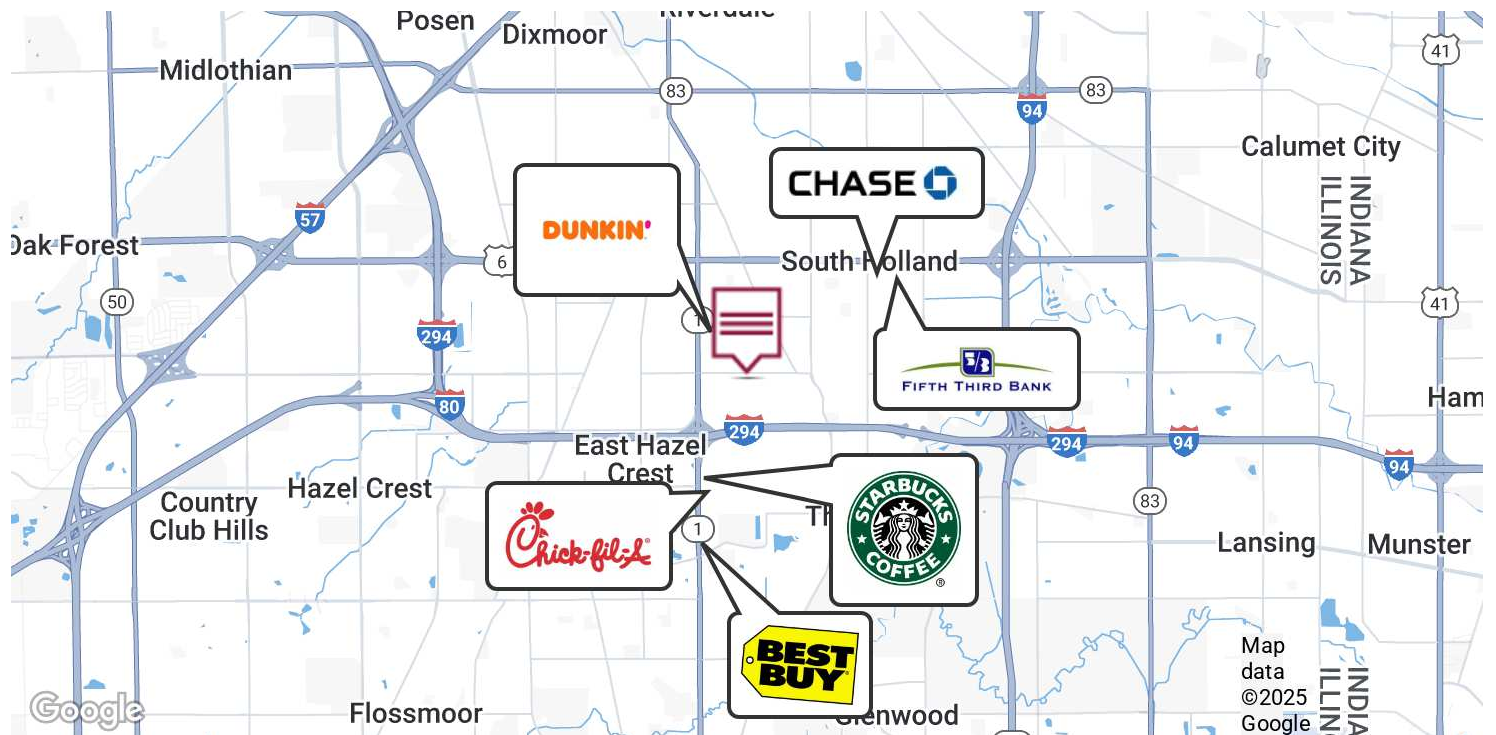 Posen
Riverdale
Dixmoor
Midlothian
41
83
83
94
Calumet City
CHASE
57
DUNKIN'
INDIANA
ILLINOIS
Oak Forest
6
South Holland
50
1
41
294
5/3
FIFTH THIRD BANK
Ham
80
294
294
94
East Hazel
Crest
94
Hazel Crest
Country
Club Hills
83
STARBUCKS
COFFEE
®
Chick-fil-A®
1
Lansing
Munster
BEST
BUY
Map
data
©2025
Google
Google
Flossmoor
Glenwood